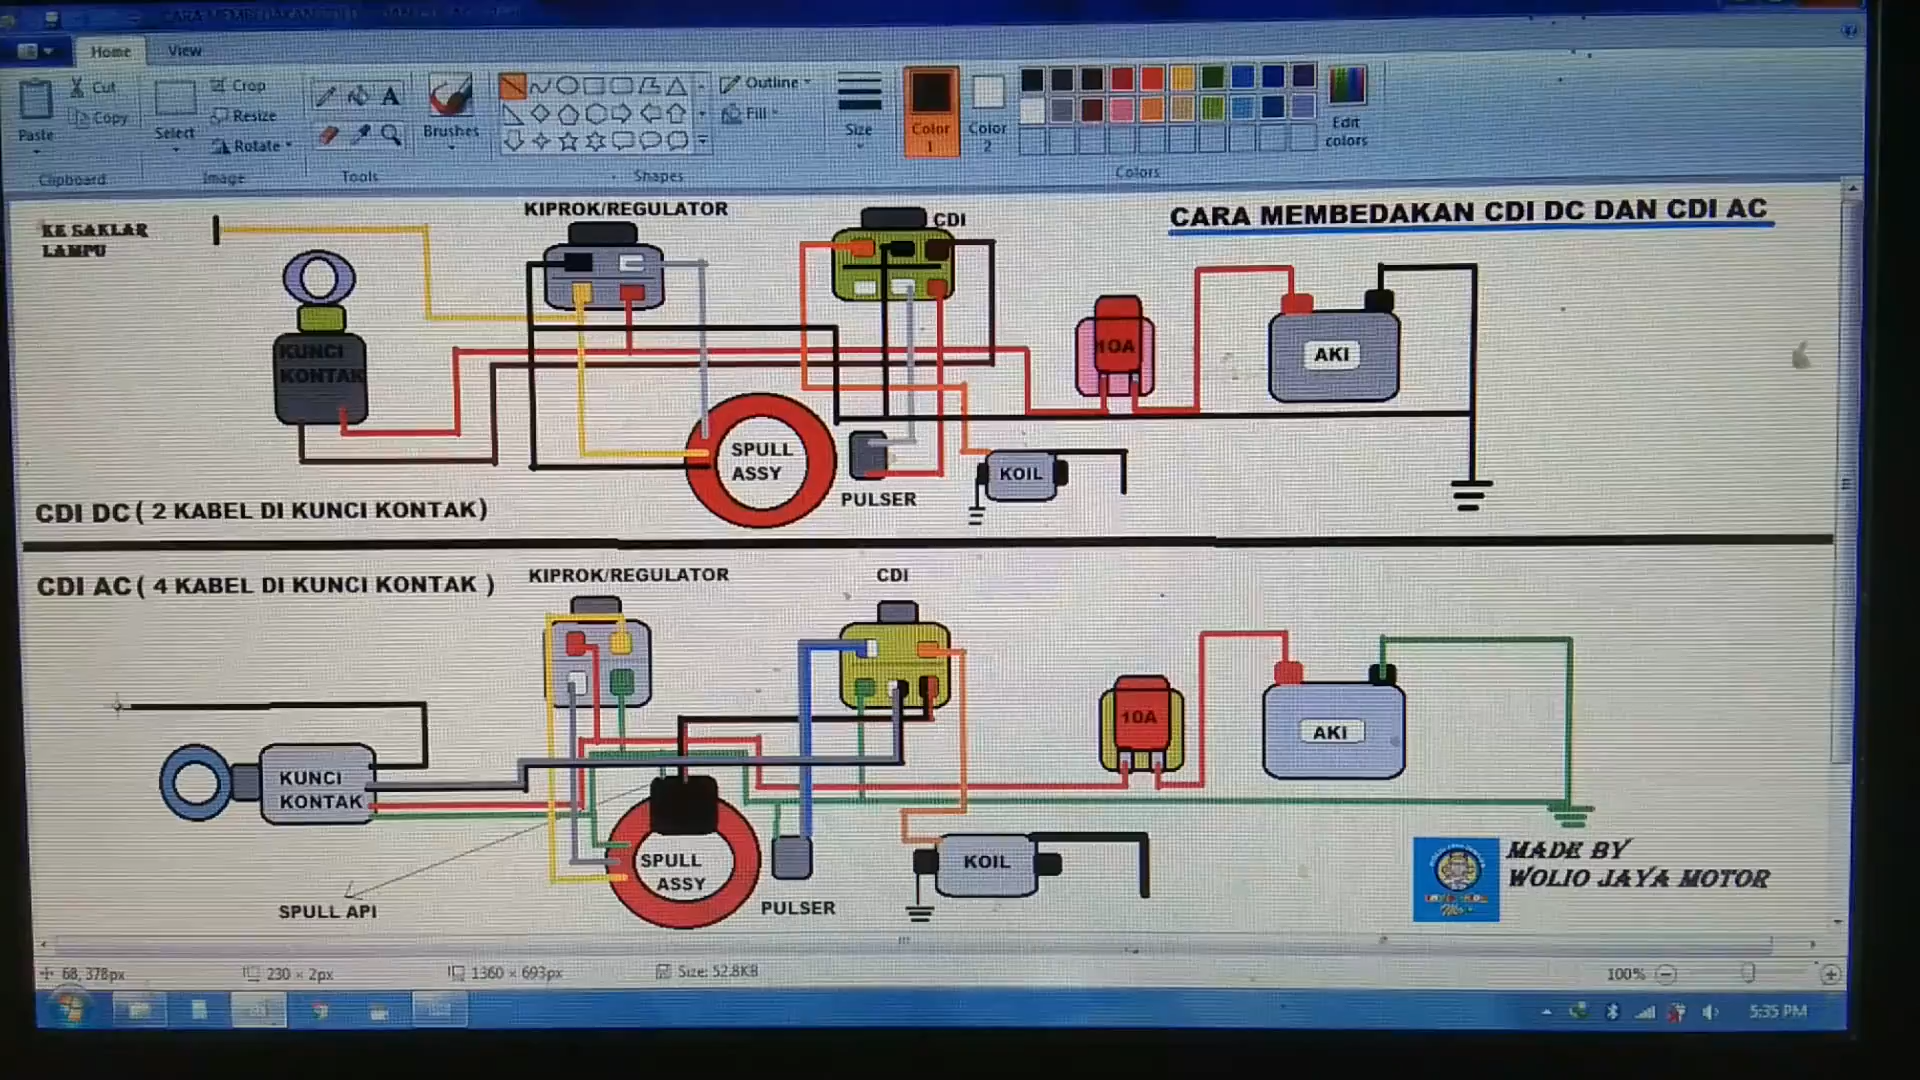 Home View
Cut
Copy
Paste
Clipboard
Select
Crop
Resize
Rotate
Image
Tools
Brushes
Shapes
Outline
Fill
Size
Color
1
Color
2
Edit
colors
Colors
CARA MEMBEDAKAN CDI DC DAN CDI AC
KE SAKLAR
LAMPU
KIPROK/REGULATOR
CDI
KUNCI
KONTAK
10A
AKI
SPULL
ASSY
PULSER
KOIL
CDI DC ( 2 KABEL DI KUNCI KONTAK)
CDI AC ( 4 KABEL DI KUNCI KONTAK )
KIPROK/REGULATOR
CDI
KUNCI
KONTAK
10A
AKI
SPULL
ASSY
SPULL API
PULSER
KOIL
MADE BY
WOLIO JAYA MOTOR
68, 378px
230 × 2px
1360 × 693px
Size: 52.8KB
100%
5:35 PM